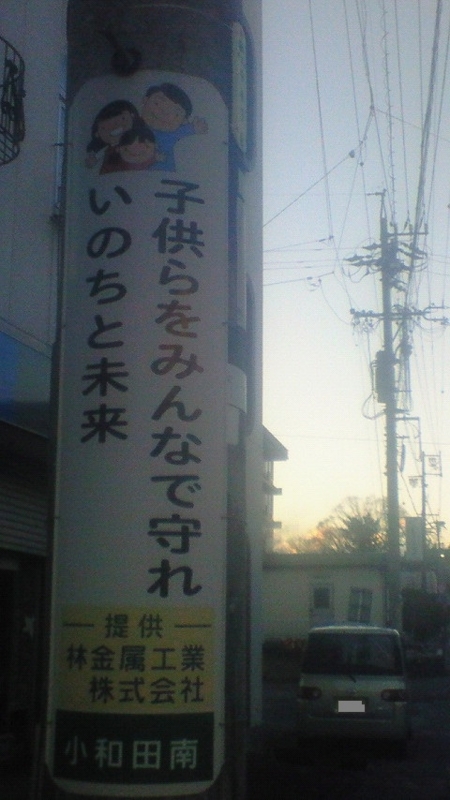 子供らをみんなで守れ
いのちと未来
提供
林金属工業
株式会社
小和田南